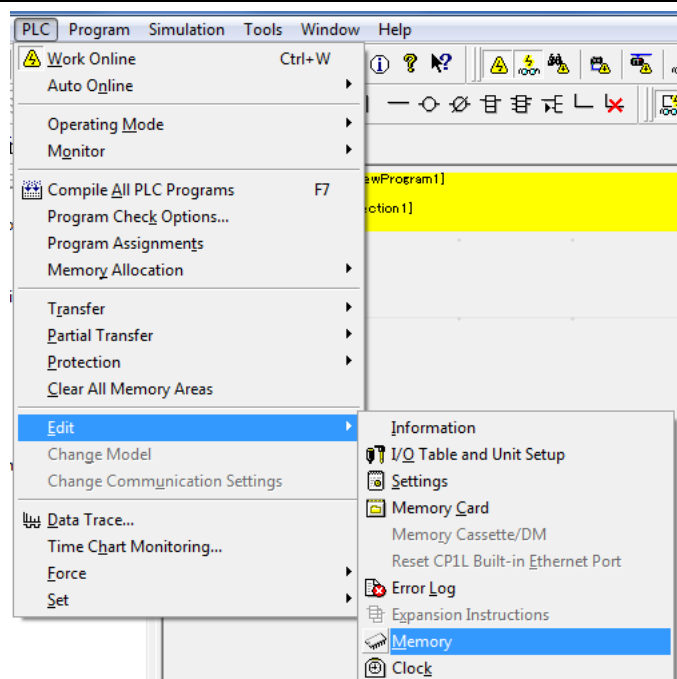 PLC Program Simulation Tools Window Help
Work Online Ctrl+W
Auto Online
Operating Mode
Monitor
Compile All PLC Programs F7
Program Check Options...
Program Assignments
Memory Allocation
Transfer
Partial Transfer
Protection
Clear All Memory Areas
Edit
Change Model
Change Communication Settings
Data Trace...
Time Chart Monitoring...
Force
Set
ewProgram1]
ection1]
Information
I/O Table and Unit Setup
Settings
Memory Card
Memory Cassette/DM
Reset CP1L Built-in Ethernet Port
Error Log
Expansion Instructions
Memory
Clock